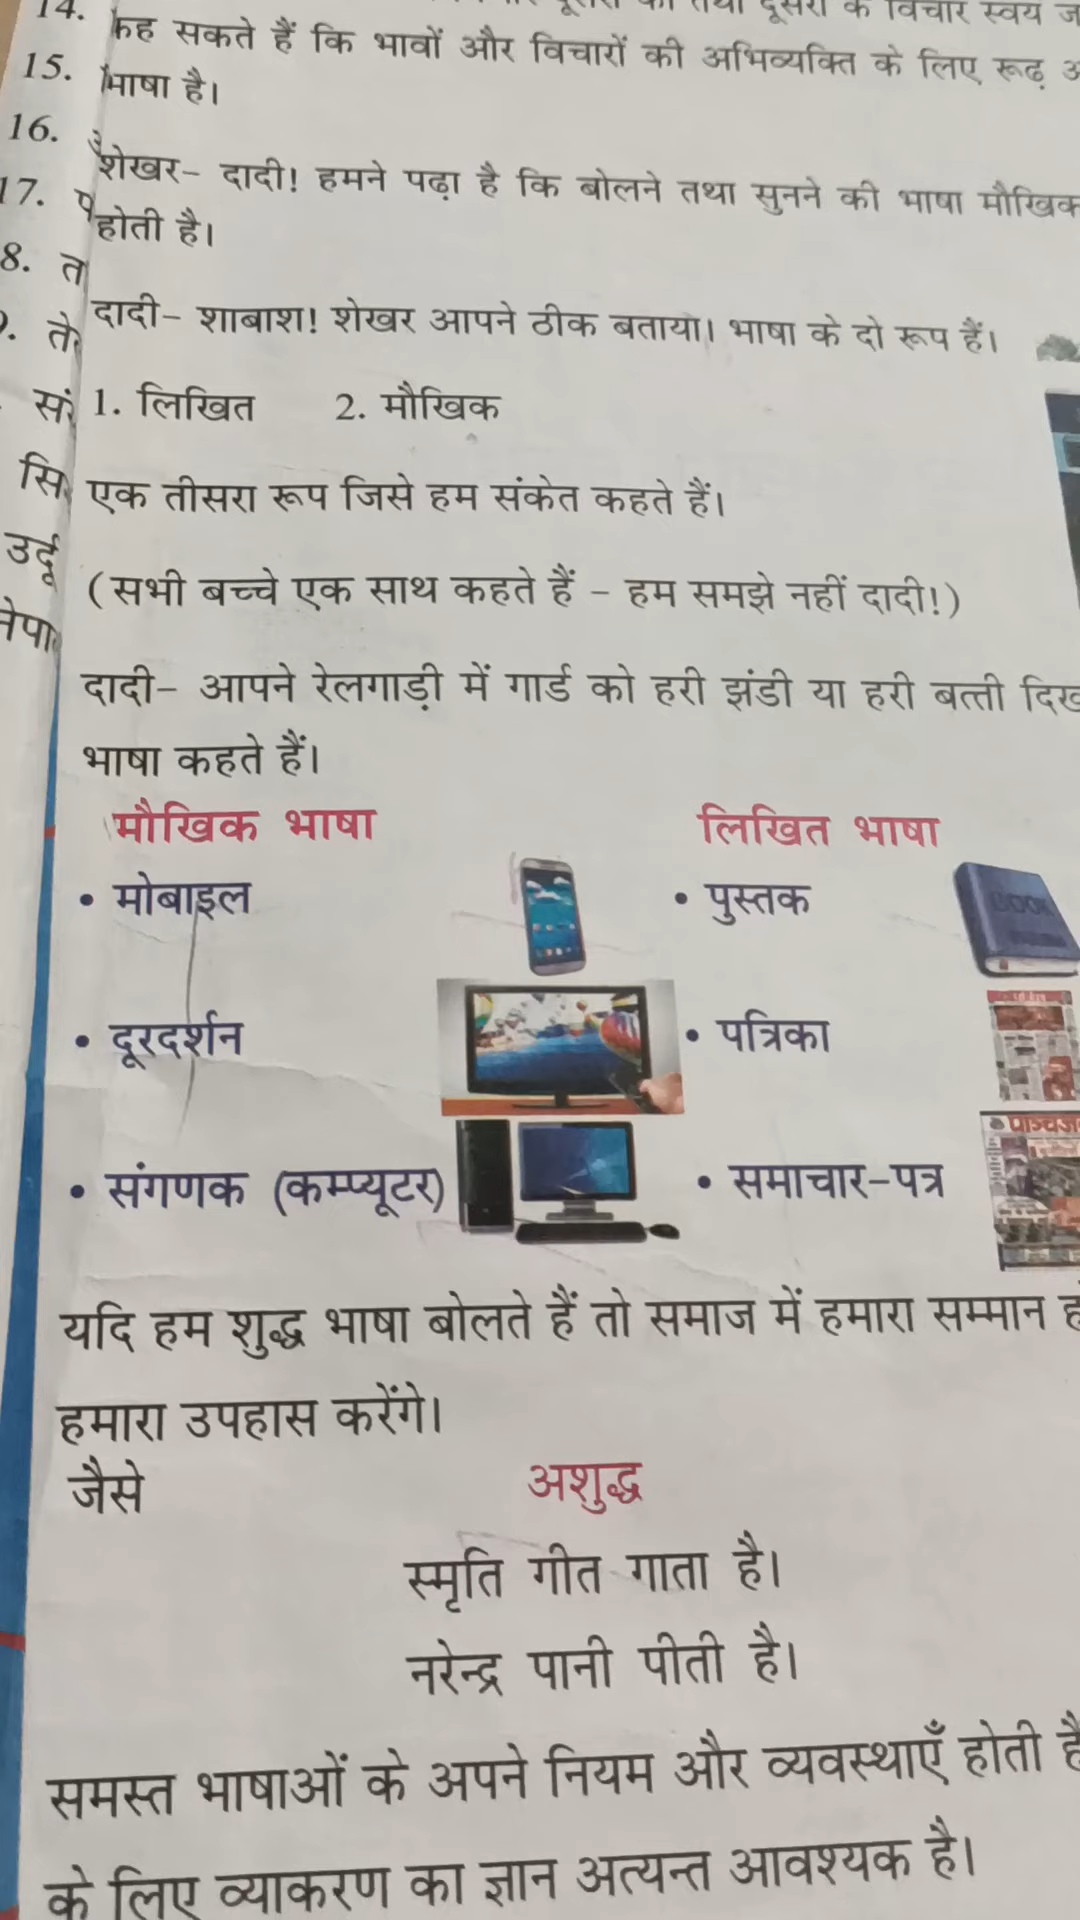 14.
कह सकते हैं कि भावों और विचारों की अभिव्यक्ति के लिए रूढ़
15. भाषा है।
16.
शेखर– दादी! हमने पढ़ा है कि बोलने तथा सुनने की भाषा मौखिक
17.
होती है।
8. त
दादी– शाबाश! शेखर आपने ठीक बताया। भाषा के दो रूप हैं।
1. लिखित 2. मौखिक
सि
एक तीसरा रूप जिसे हम संकेत कहते हैं।
उर्दू
(सभी बच्चे एक साथ कहते हैं – हम समझे नहीं दादी!)
नेपा
दादी– आपने रेलगाड़ी में गार्ड को हरी झंडी या हरी बत्ती दिख
भाषा कहते हैं।
मौखिक भाषा लिखित भाषा
• मोबाइल • पुस्तक
BOOK
• दूरदर्शन • पत्रिका
• संगणक (कम्प्यूटर) • समाचार-पत्र
यदि हम शुद्ध भाषा बोलते हैं तो समाज में हमारा सम्मान
हमारा उपहास करेंगे।
जैसे अशुद्ध
स्मृति गीत गाता है।
नरेन्द्र पानी पीती है।
समस्त भाषाओं के अपने नियम और व्यवस्थाएँ होती
के लिए व्याकरण का ज्ञान अत्यन्त आवश्यक है।